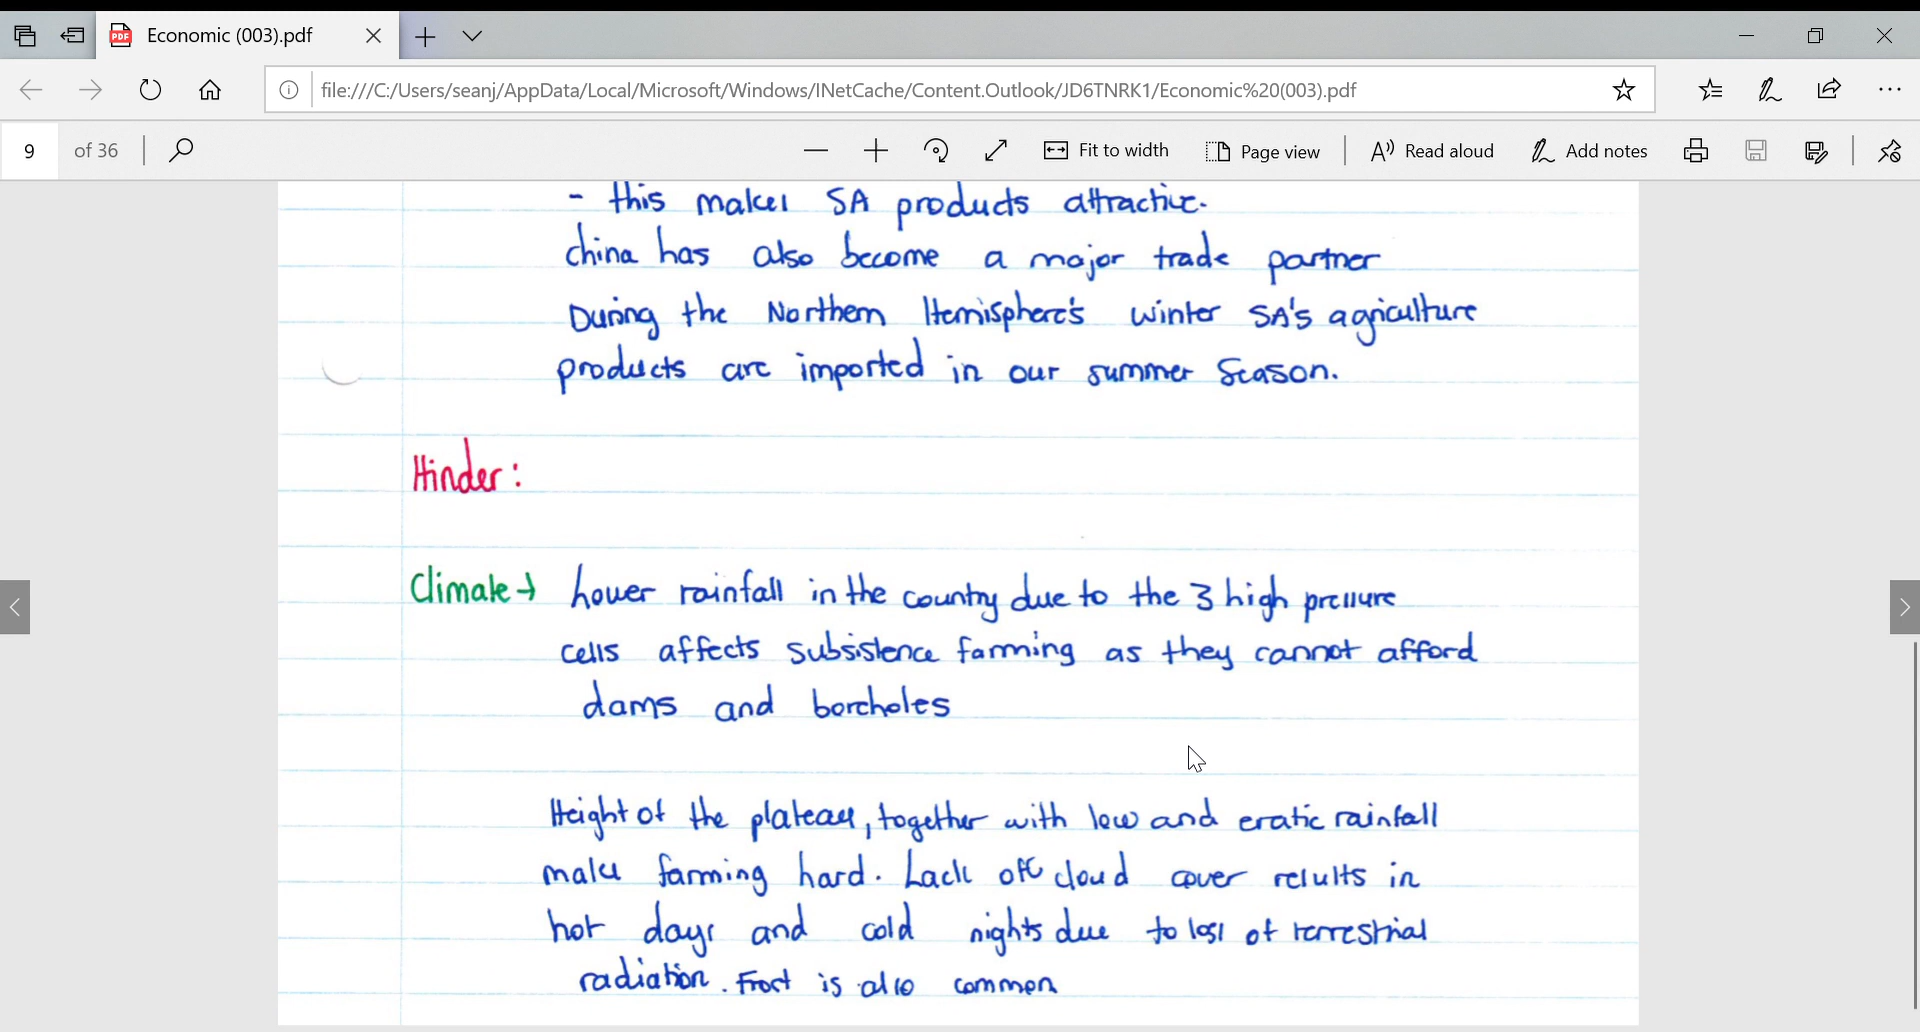 Economic (003).pdf
file:///C:/Users/seanj/AppData/Local/Microsoft/Windows/INetCache/Content.Outlook/JD6TNRK1/Economic%20(003).pdf
9 of 36 Fit to width Page view Read aloud Add notes
- this makes SA products attractive.
China has also become a major trade partner
During the Northern Hemisphere's winter SA's agriculture
products are imported in our summer season.
Hinder:
Climate → Lower rainfall in the country due to the 3 high pressure
cells affects subsistence farming as they cannot afford
dams and boreholes
Height of the plateau, together with low and eratic rainfall
make farming hard. Lack off cloud cover results in
hot days and cold nights due to loss of terrestrial
radiation. Frost is also common